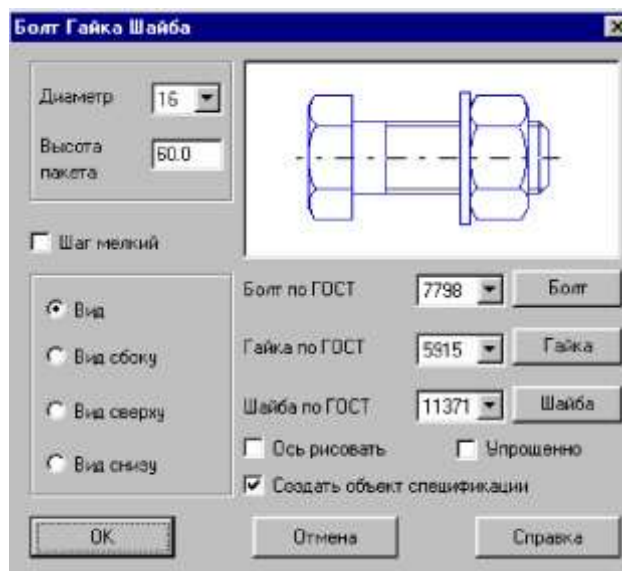 Болт Гайка Шайба
Диаметр 16
Высота пакета 60.0
Шаг мелкий
Вид
Вид сбоку
Вид сверху
Вид снизу
Болт по ГОСТ 7798 Болт
Гайка по ГОСТ 5915 Гайка
Шайба по ГОСТ 11371 Шайба
Ось рисовать Упрощенно
Создать объект спецификации
OK Отмена Справка